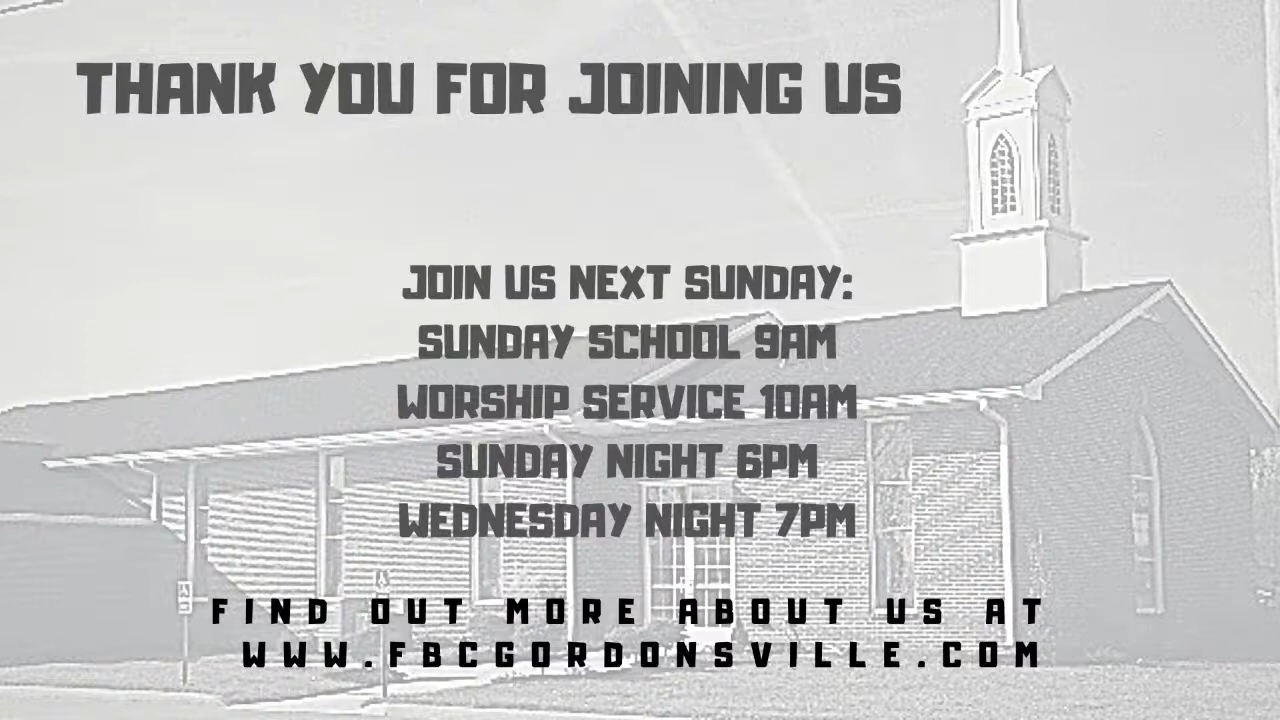 THANK YOU FOR JOINING US
JOIN US NEXT SUNDAY:
SUNDAY SCHOOL 9AM
WORSHIP SERVICE 10AM
SUNDAY NIGHT 6PM
WEDNESDAY NIGHT 7PM
FIND OUT MORE ABOUT US AT
WWW.FBCGORDONSVILLE.COM